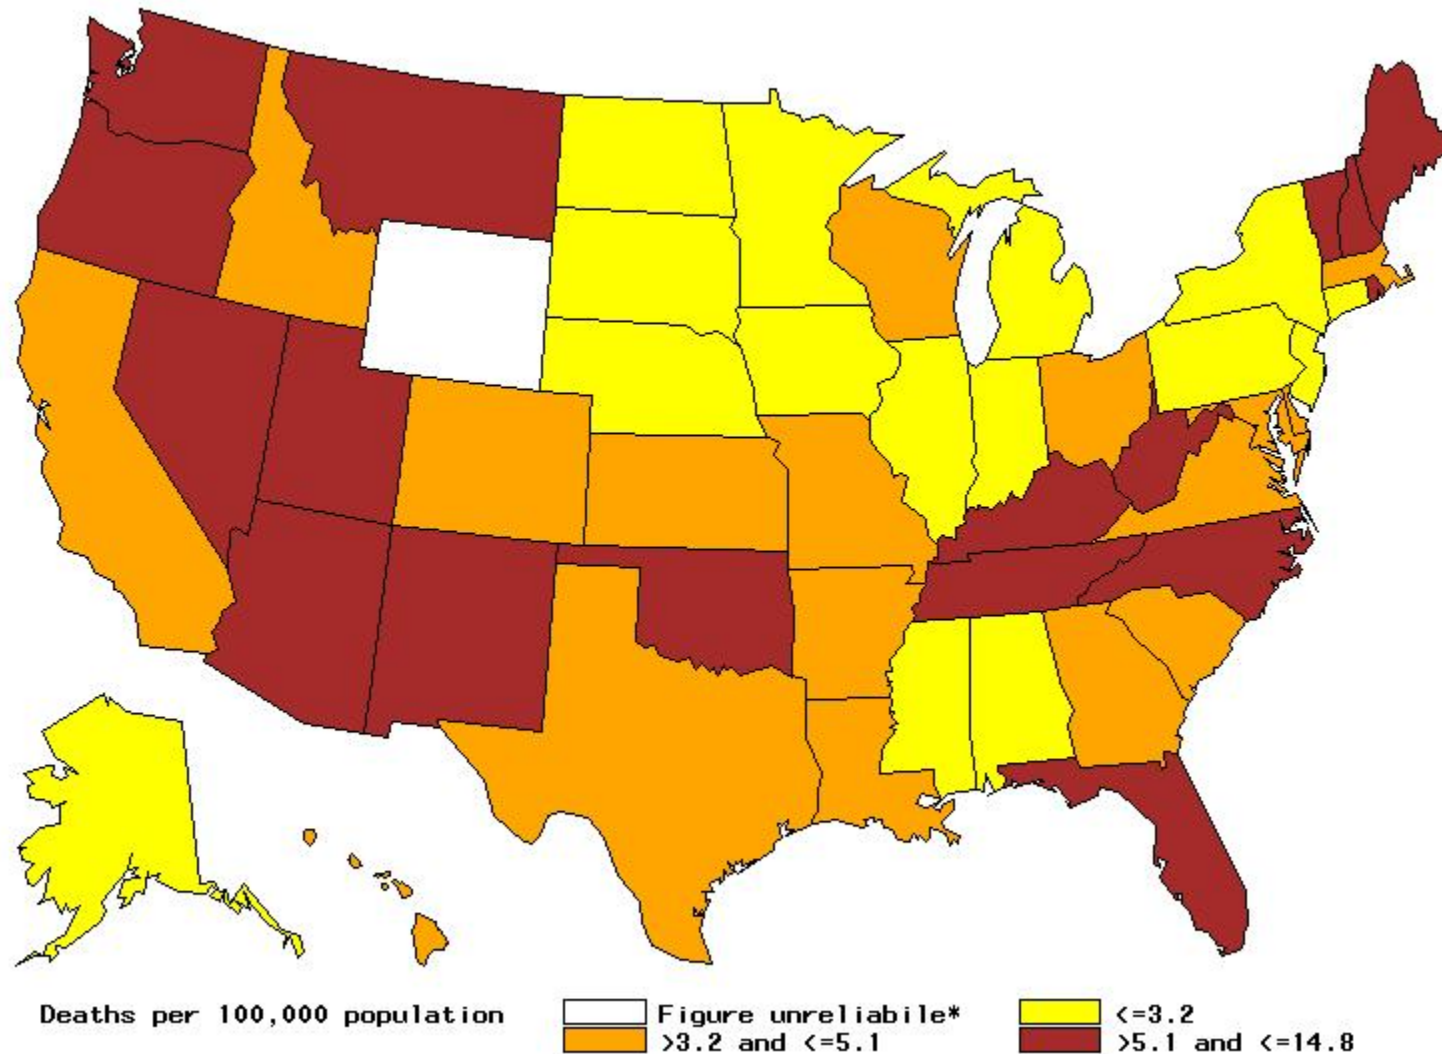 Deaths per 100,000 population
Figure unreliabile*
<=3.2
>3.2 and <=5.1
>5.1 and <=14.8